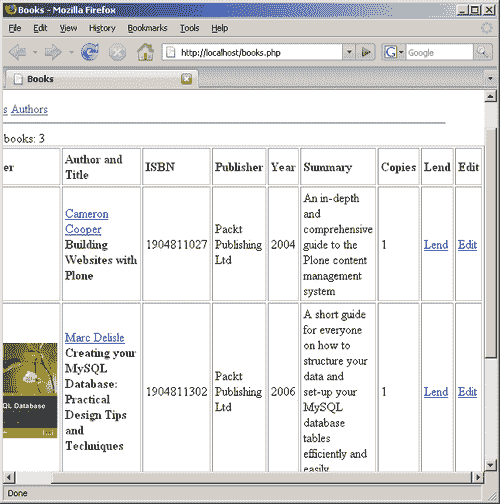 Books - Mozilla Firefox
File Edit View History Bookmarks Tools Help
http://localhost/books.php
Google
Books
s Authors
books: 3
er
Author and
Title
ISBN
Publisher
Year
Summary
Copies
Lend
Edit
Cameron
Cooper
Building
Websites with
Plone
1904811027
Packt
Publishing
Ltd
2004
An in-depth
and
comprehensive
guide to the
Plone content
management
system
1
Lend
Edit
QL Database
Marc Delisle
Creating your
MySQL
Database:
Practical
Design Tips
and
Techniques
1904811302
Packt
Publishing
Ltd
2006
A short guide
for everyone
on how to
structure your
data and
set-up your
MySQL
database
tables
efficiently and
easily.
1
Lend
Edit
Done